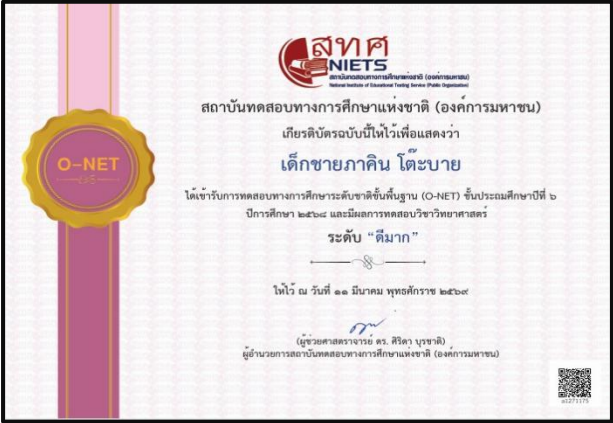 สทศ
NIETS
สถาบันทดสอบทางการศึกษาแห่งชาติ (องค์การมหาชน)
National Institute of Educational Testing Service (Public Organization)
สถาบันทดสอบทางการศึกษาแห่งชาติ (องค์การมหาชน)
เกียรติบัตรฉบับนี้ให้ไว้เพื่อแสดงว่า
เด็กชายภาคิน โต๊ะบาย
O-NET
ได้เข้ารับการทดสอบทางการศึกษาระดับชาติขั้นพื้นฐาน (O-NET) ชั้นประถมศึกษาปีที่ ๖
ปีการศึกษา ๒๕๖๘ และมีผลการทดสอบวิชาวิทยาศาสตร์
ระดับ “ดีมาก”
ให้ไว้ ณ วันที่ ๑๑ มีนาคม พุทธศักราช ๒๕๖๙
(ผู้ช่วยศาสตราจารย์ ดร. ศิริดา บุรชาติ)
ผู้อำนวยการสถาบันทดสอบทางการศึกษาแห่งชาติ (องค์การมหาชน)